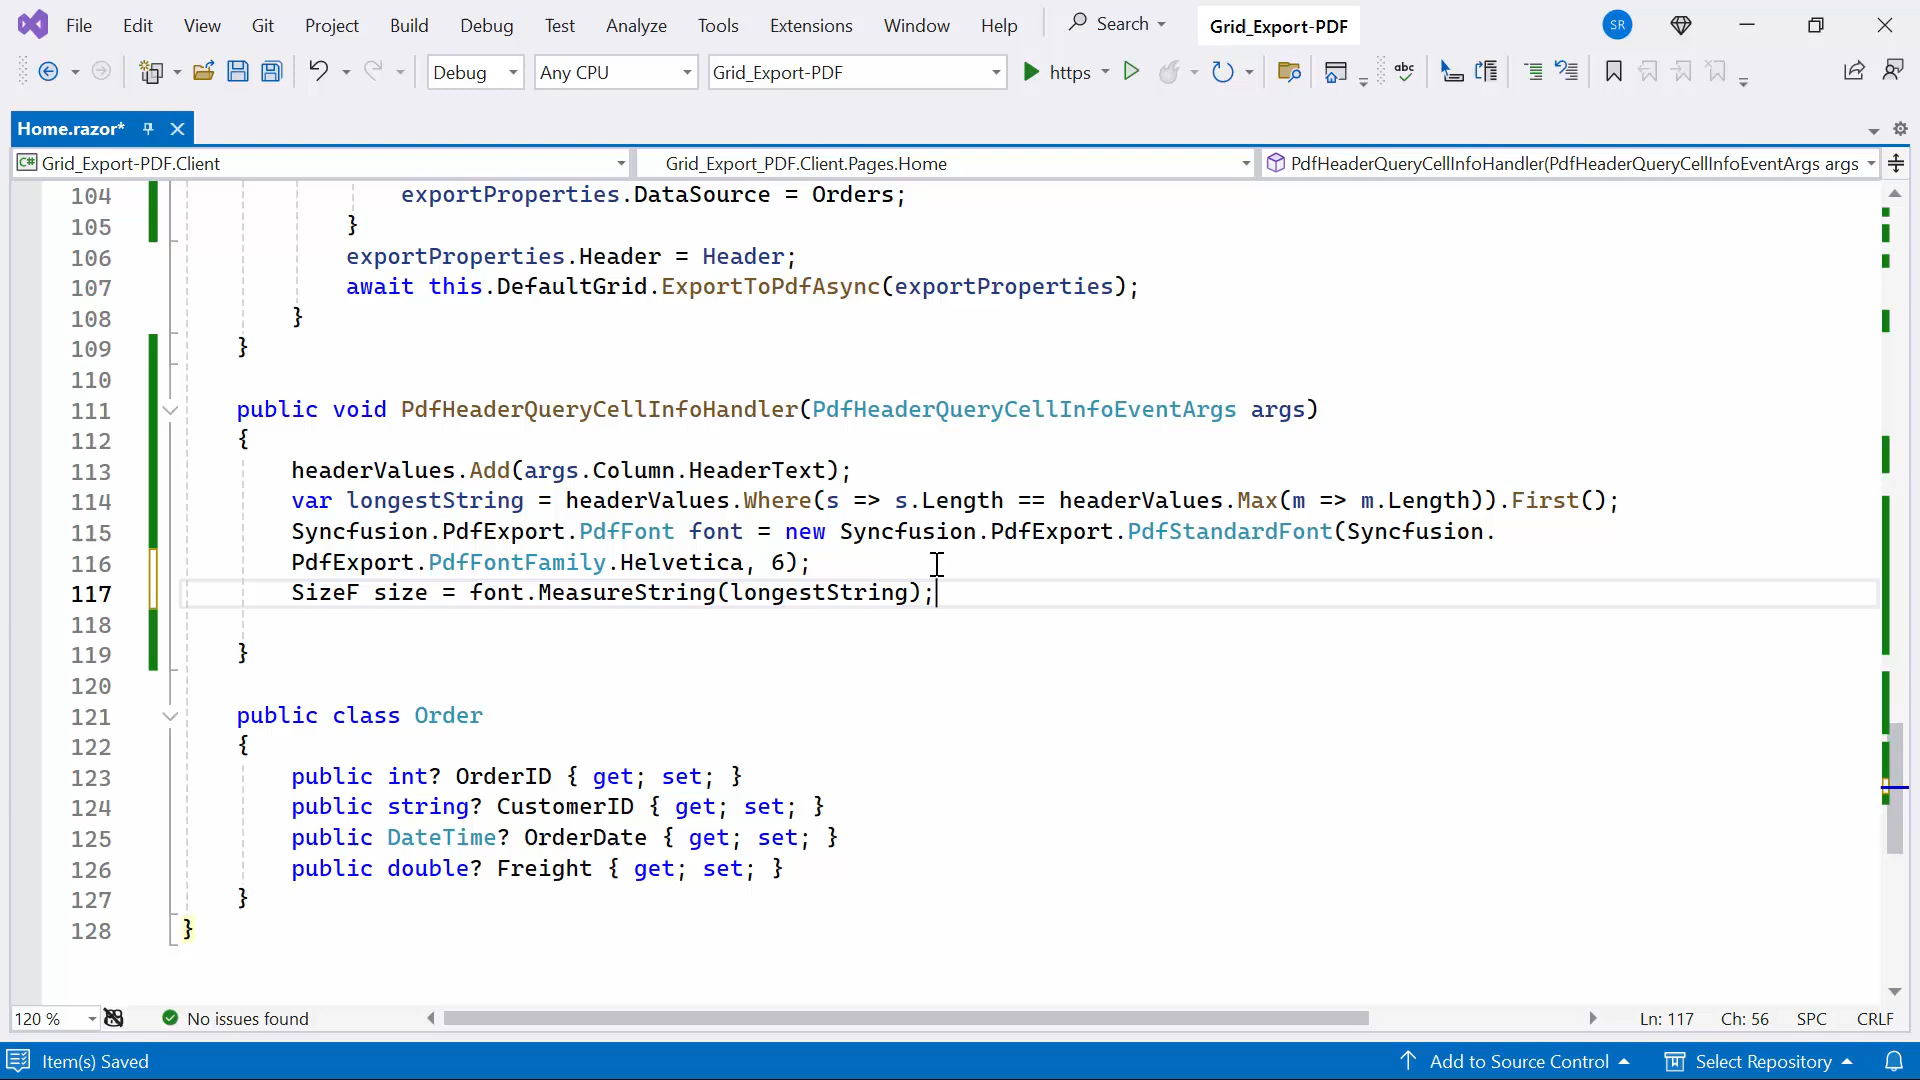 File Edit View Git Project Build Debug Test Analyze Tools Extensions Window Help Search Grid_Export-PDF SR
Debug Any CPU Grid_Export-PDF https abc
Home.razor*
C# Grid_Export-PDF.Client Grid_Export_PDF.Client.Pages.Home PdfHeaderQueryCellInfoHandler(PdfHeaderQueryCellInfoEventArgs args)
104 exportProperties.DataSource = Orders;
105 }
106 exportProperties.Header = Header;
107 await this.DefaultGrid.ExportToPdfAsync(exportProperties);
108 }
109 }
110
111 public void PdfHeaderQueryCellInfoHandler(PdfHeaderQueryCellInfoEventArgs args)
112 {
113 headerValues.Add(args.Column.HeaderText);
114 var longestString = headerValues.Where(s => s.Length == headerValues.Max(m => m.Length)).First();
115 Syncfusion.PdfExport.PdfFont font = new Syncfusion.PdfExport.PdfStandardFont(Syncfusion.
116 PdfExport.PdfFontFamily.Helvetica, 6);
117 SizeF size = font.MeasureString(longestString);
118
119 }
120
121 public class Order
122 {
123 public int? OrderID { get; set; }
124 public string? CustomerID { get; set; }
125 public DateTime? OrderDate { get; set; }
126 public double? Freight { get; set; }
127 }
128 }
120 % No issues found Ln: 117 Ch: 56 SPC CRLF
Item(s) Saved Add to Source Control Select Repository